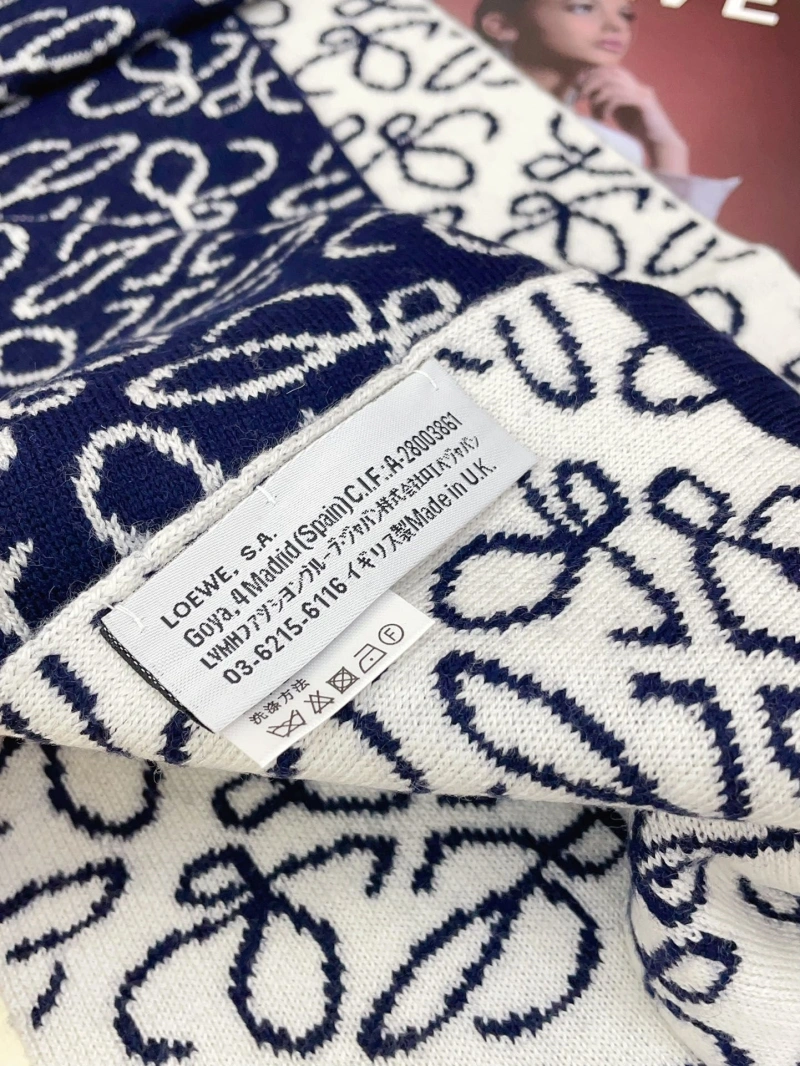 VE
LOEWE, S.A.
Goya, 4 Madrid (Spain) C.I.F.:A-28003861
LVMHファッショングループ・ジャパン株式会社ロエベジャパン
03-6215-6116 イギリス製 Made in U.K.
洗涤方法
F